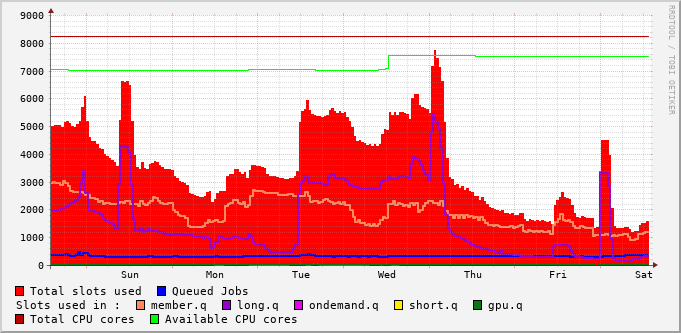 9000
8000
7000
6000
5000
4000
3000
2000
1000
0
Sun Mon Tue Wed Thu Fri Sat
RRDTOOL / TOBI OETIKER
Total slots used Queued Jobs
Slots used in : member.q long.q ondemand.q short.q gpu.q
Total CPU cores Available CPU cores